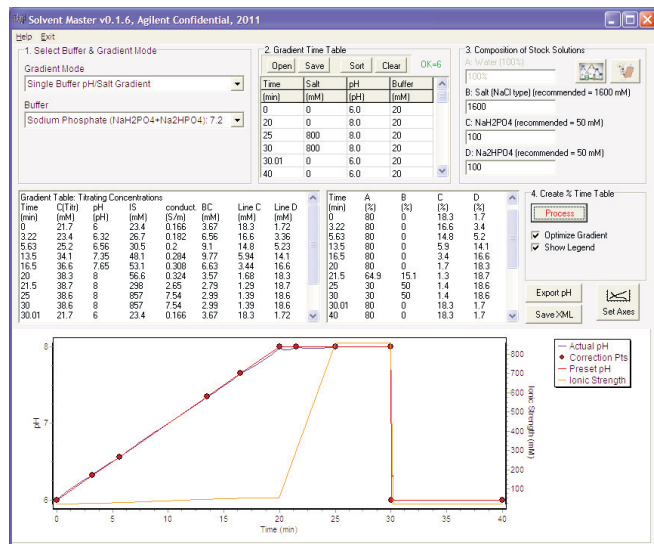 Solvent Master v0.1.6, Agilent Confidential, 2011
Help Exit
1. Select Buffer & Gradient Mode
Gradient Mode
Single Buffer pH/Salt Gradient
Buffer
Sodium Phosphate (NaH2PO4+Na2HPO4): 7.2
2. Gradient Time Table
Open Save Sort Clear OK=6
Time Salt pH Buffer
(min) (mM) (pH) (mM)
0 0 6.0 20
20 0 8.0 20
25 800 8.0 20
30 800 8.0 20
30.01 0 6.0 20
40 0 6.0 20
3. Composition of Stock Solutions
A: Water (100%)
100%
B: Salt (NaCl type) (recommended = 1600 mM)
1600
C: NaH2PO4 (recommended = 50 mM)
100
D: Na2HPO4 (recommended = 50 mM)
100
Gradient Table: Titrating Concentrations
Time C(Titr) pH IS conduct. BC Line C Line D
(min) (mM) (pH) (mM) (S/m) (mM) (mM) (mM)
0 21.7 6 23.4 0.166 3.67 18.3 1.72
3.22 23.4 6.32 26.7 0.182 6.56 16.6 3.36
5.63 25.2 6.56 30.5 0.2 9.1 14.8 5.23
13.5 34.1 7.35 48.1 0.284 9.77 5.94 14.1
16.5 36.6 7.65 53.1 0.308 6.63 3.44 16.6
20 38.3 8 56.6 0.324 3.57 1.68 18.3
21.5 38.7 8 298 2.65 2.79 1.29 18.7
25 38.6 8 857 7.54 2.99 1.39 18.6
30 38.6 8 857 7.54 2.99 1.39 18.6
30.01 21.7 6 23.4 0.166 3.67 18.3 1.72
Time A B C D
(min) (%) (%) (%) (%)
0 80 0 18.3 1.7
3.22 80 0 16.6 3.4
5.63 80 0 14.8 5.2
13.5 80 0 5.9 14.1
16.5 80 0 3.4 16.6
20 80 0 1.7 18.3
21.5 64.9 15.1 1.3 18.7
25 30 50 1.4 18.6
30 30 50 1.4 18.6
30.01 80 0 18.3 1.7
40 80 0 18.3 1.7
4. Create % Time Table
Process
Optimize Gradient
Show Legend
Export pH
Save XML
Set Axes
8
7
6
pH
0 5 10 15 20 25 30 35 40
Time (min)
800
700
600
500
400
300
200
100
Ionic Strength (mM)
Actual pH
Correction Pts
Preset pH
Ionic Strength